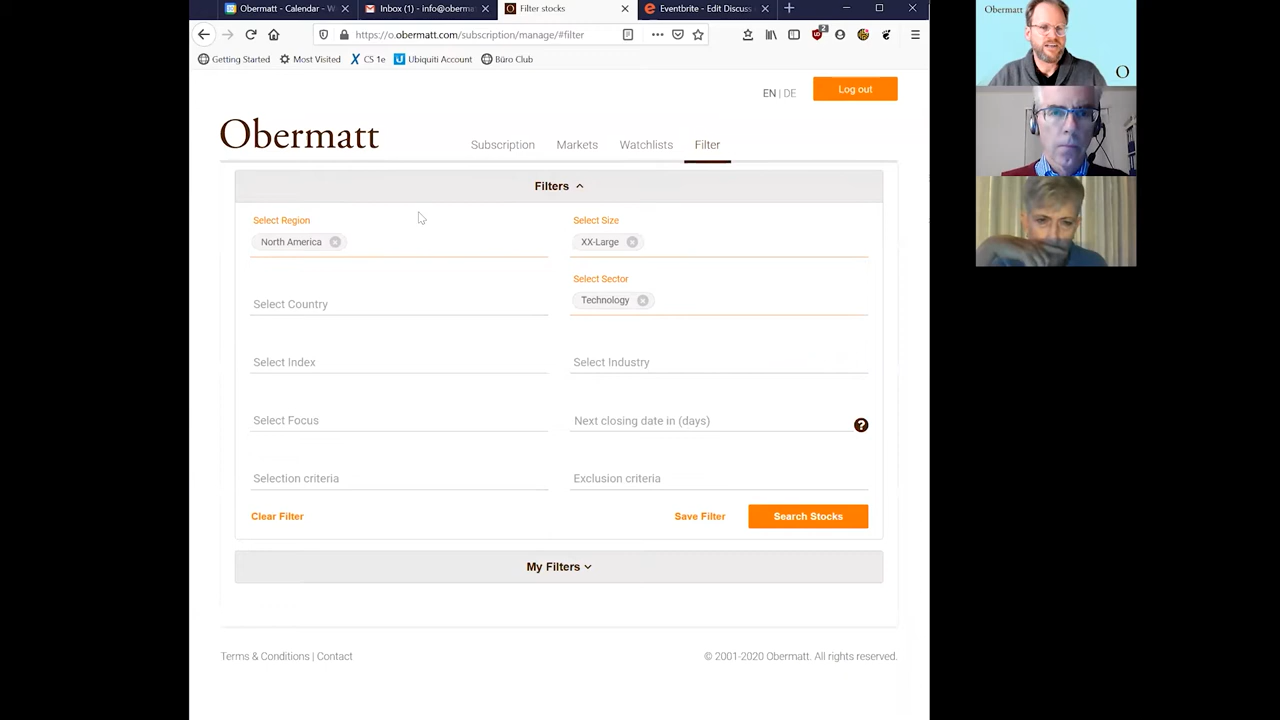 Obermatt - Calendar - W
Inbox (1) - info@oberma
Filter stocks
Eventbrite - Edit Discuss
https://o.obermatt.com/subscription/manage/#filter
2
Getting Started
Most Visited
CS 1e
Ubiquiti Account
Büro Club
EN | DE
Log out
Obermatt
Subscription
Markets
Watchlists
Filter
Filters
Select Region
Select Size
North America
XX-Large
Select Sector
Select Country
Technology
Select Index
Select Industry
Select Focus
Next closing date in (days)
?
Selection criteria
Exclusion criteria
Clear Filter
Save Filter
Search Stocks
My Filters
Terms & Conditions | Contact
© 2001-2020 Obermatt. All rights reserved.
Obermatt
O